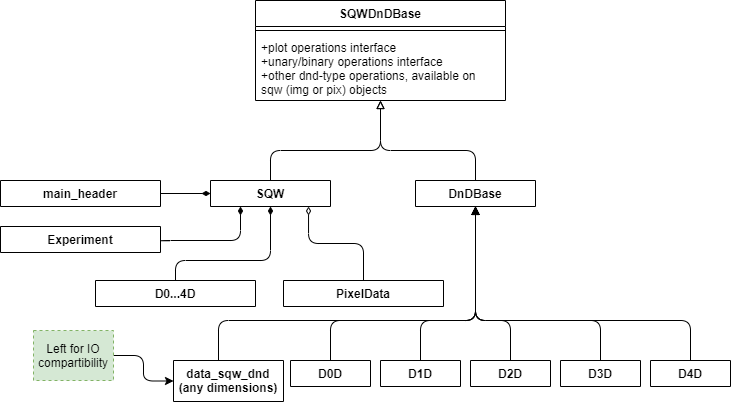 SQWDnDBase
+plot operations interface
+unary/binary operations interface
+other dnd-type operations, available on
sqw (img or pix) objects
main_header
SQW
DnDBase
Experiment
D0...4D
PixelData
Left for IO
compartibility
data_sqw_dnd
(any dimensions)
D0D
D1D
D2D
D3D
D4D